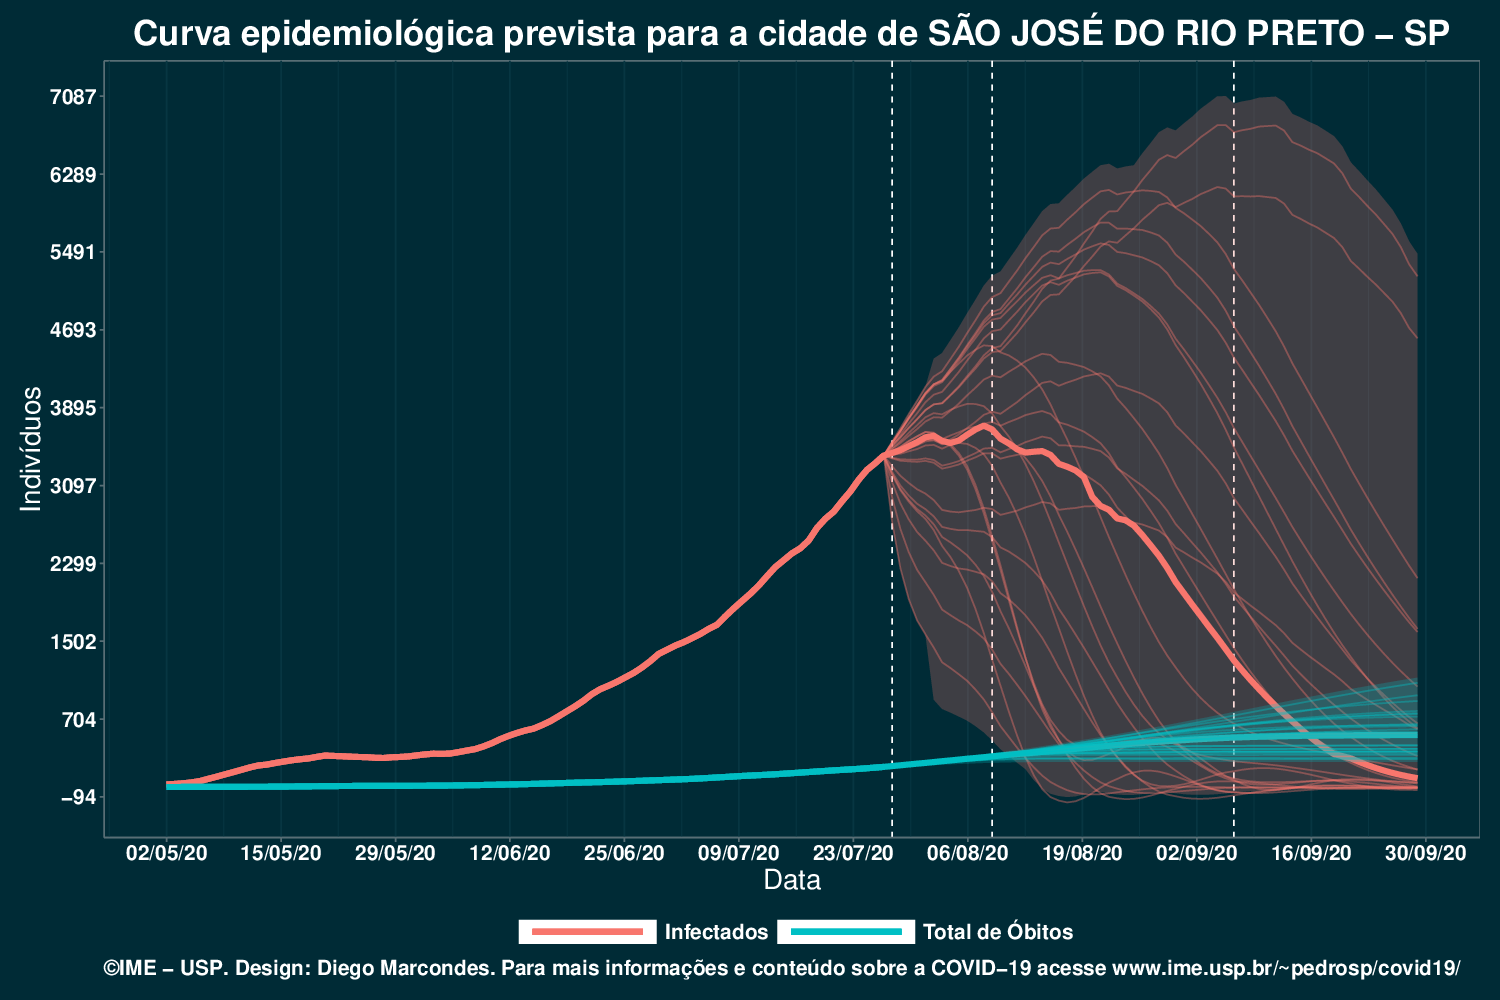 Curva epidemiológica prevista para a cidade de SÃO JOSÉ DO RIO PRETO – SP
Indivíduos
7087
6289
5491
4693
3895
3097
2299
1502
704
–94
02/05/20 15/05/20 29/05/20 12/06/20 25/06/20 09/07/20 23/07/20 06/08/20 19/08/20 02/09/20 16/09/20 30/09/20
Data
Infectados Total de Óbitos
©IME – USP. Design: Diego Marcondes. Para mais informações e conteúdo sobre a COVID–19 acesse www.ime.usp.br/~pedrosp/covid19/